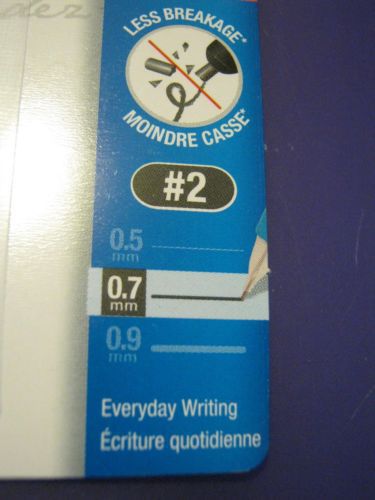 LESS BREAKAGE*
MOINDRE CASSE*
#2
0.5
mm
0.7
mm
0.9
mm
Everyday Writing
Écriture quotidienne